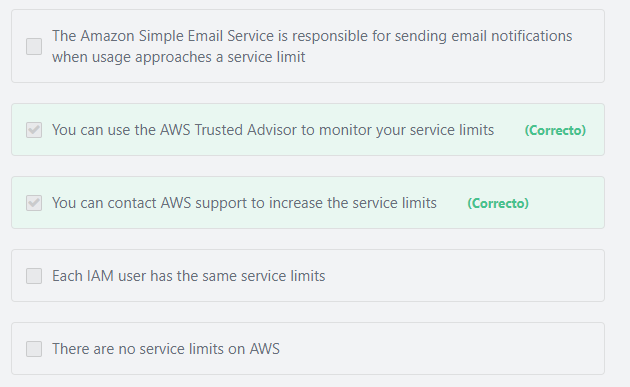 The Amazon Simple Email Service is responsible for sending email notifications
when usage approaches a service limit
You can use the AWS Trusted Advisor to monitor your service limits (Correcto)
You can contact AWS support to increase the service limits (Correcto)
Each IAM user has the same service limits
There are no service limits on AWS